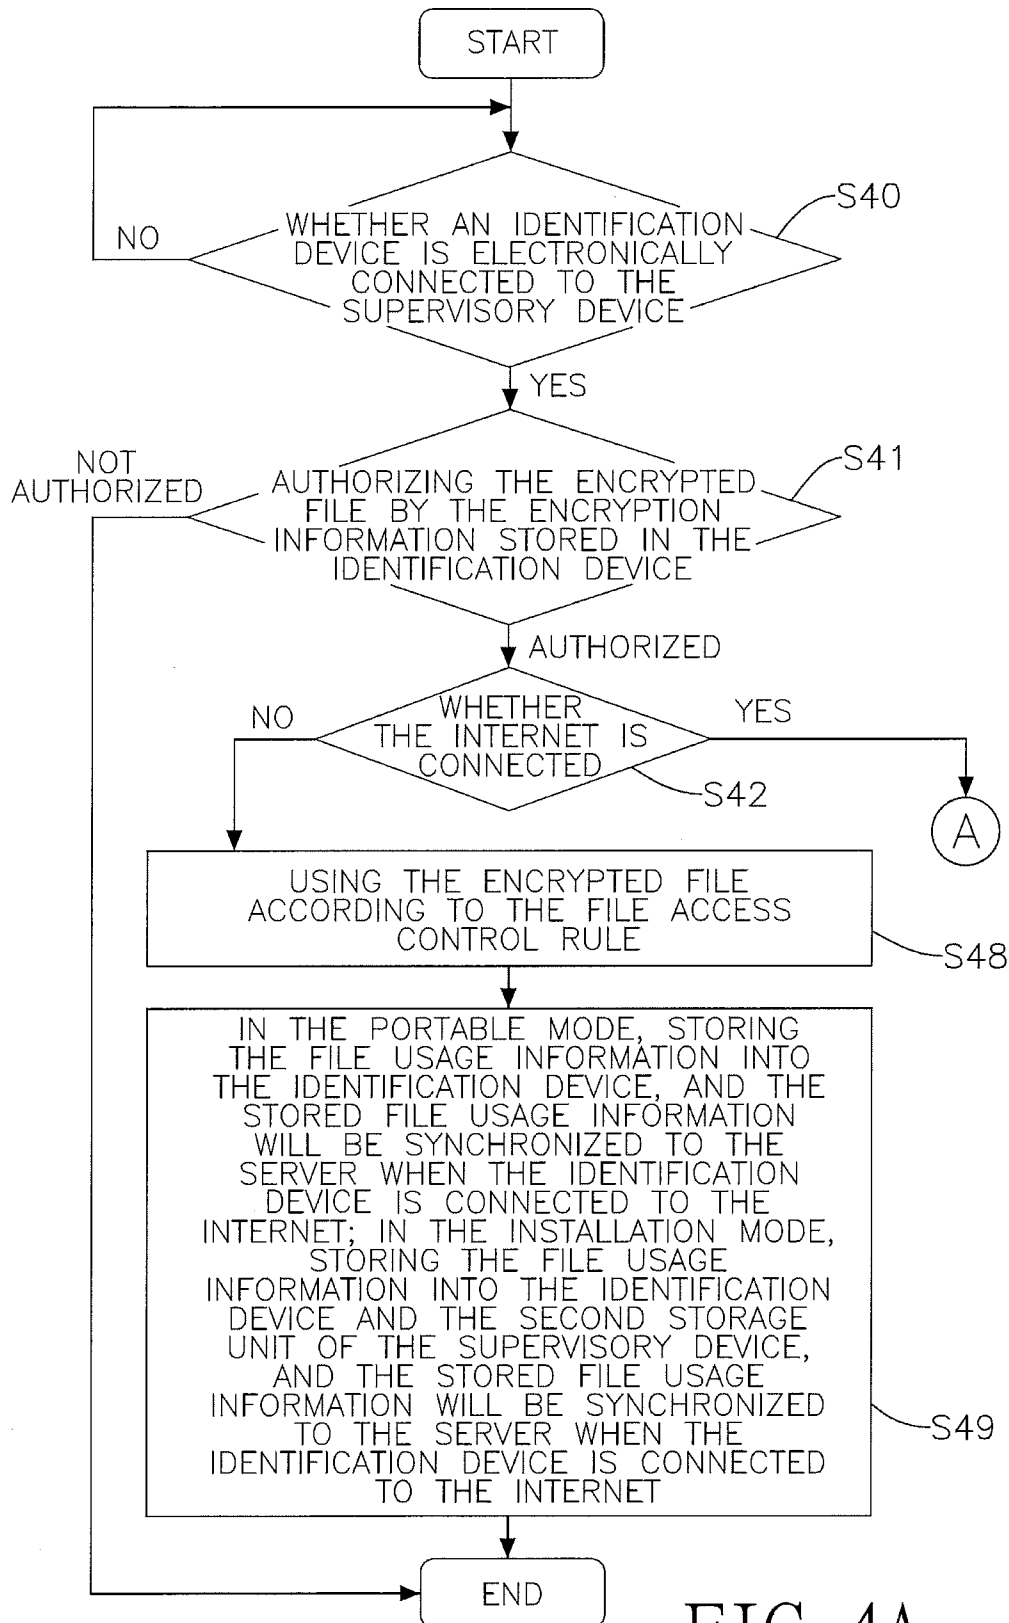 START
WHETHER AN IDENTIFICATION
DEVICE IS ELECTRONICALLY
CONNECTED TO THE
SUPERVISORY DEVICE
S40
NO
YES
NOT
AUTHORIZED
AUTHORIZING THE ENCRYPTED
FILE BY THE ENCRYPTION
INFORMATION STORED IN THE
IDENTIFICATION DEVICE
S41
AUTHORIZED
NO
WHETHER
THE INTERNET IS
CONNECTED
YES
S42
A
USING THE ENCRYPTED FILE
ACCORDING TO THE FILE ACCESS
CONTROL RULE
S48
IN THE PORTABLE MODE, STORING
THE FILE USAGE INFORMATION INTO
THE IDENTIFICATION DEVICE, AND THE
STORED FILE USAGE INFORMATION
WILL BE SYNCHRONIZED TO THE
SERVER WHEN THE IDENTIFICATION
DEVICE IS CONNECTED TO THE
INTERNET; IN THE INSTALLATION MODE,
STORING THE FILE USAGE
INFORMATION INTO THE IDENTIFICATION
DEVICE AND THE SECOND STORAGE
UNIT OF THE SUPERVISORY DEVICE,
AND THE STORED FILE USAGE
INFORMATION WILL BE SYNCHRONIZED
TO THE SERVER WHEN THE
IDENTIFICATION DEVICE IS CONNECTED
TO THE INTERNET
S49
END
FIG. 4A